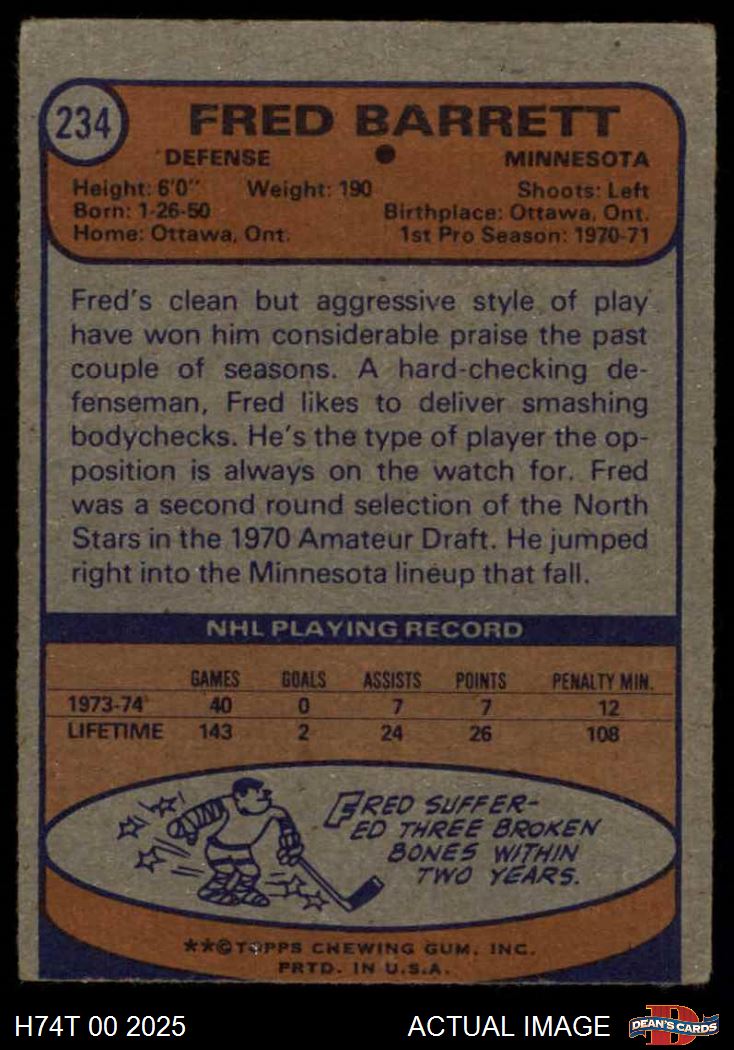 234
FRED BARRETT
DEFENSE ● MINNESOTA
Height: 6'0" Weight: 190 Shoots: Left
Born: 1-26-50 Birthplace: Ottawa, Ont.
Home: Ottawa, Ont. 1st Pro Season: 1970-71
Fred's clean but aggressive style of play
have won him considerable praise the past
couple of seasons. A hard-checking de-
fenseman, Fred likes to deliver smashing
bodychecks. He's the type of player the op-
position is always on the watch for. Fred
was a second round selection of the North
Stars in the 1970 Amateur Draft. He jumped
right into the Minnesota lineup that fall.
NHL PLAYING RECORD
GAMES GOALS ASSISTS POINTS PENALTY MIN.
1973-74 40 0 7 7 12
LIFETIME 143 2 24 26 108
FRED SUFFER-
ED THREE BROKEN
BONES WITHIN
TWO YEARS.
**©TOPPS CHEWING GUM, INC.
PRTD. IN U.S.A.
H74T 00 2025 ACTUAL IMAGE DEAN'S CARDS